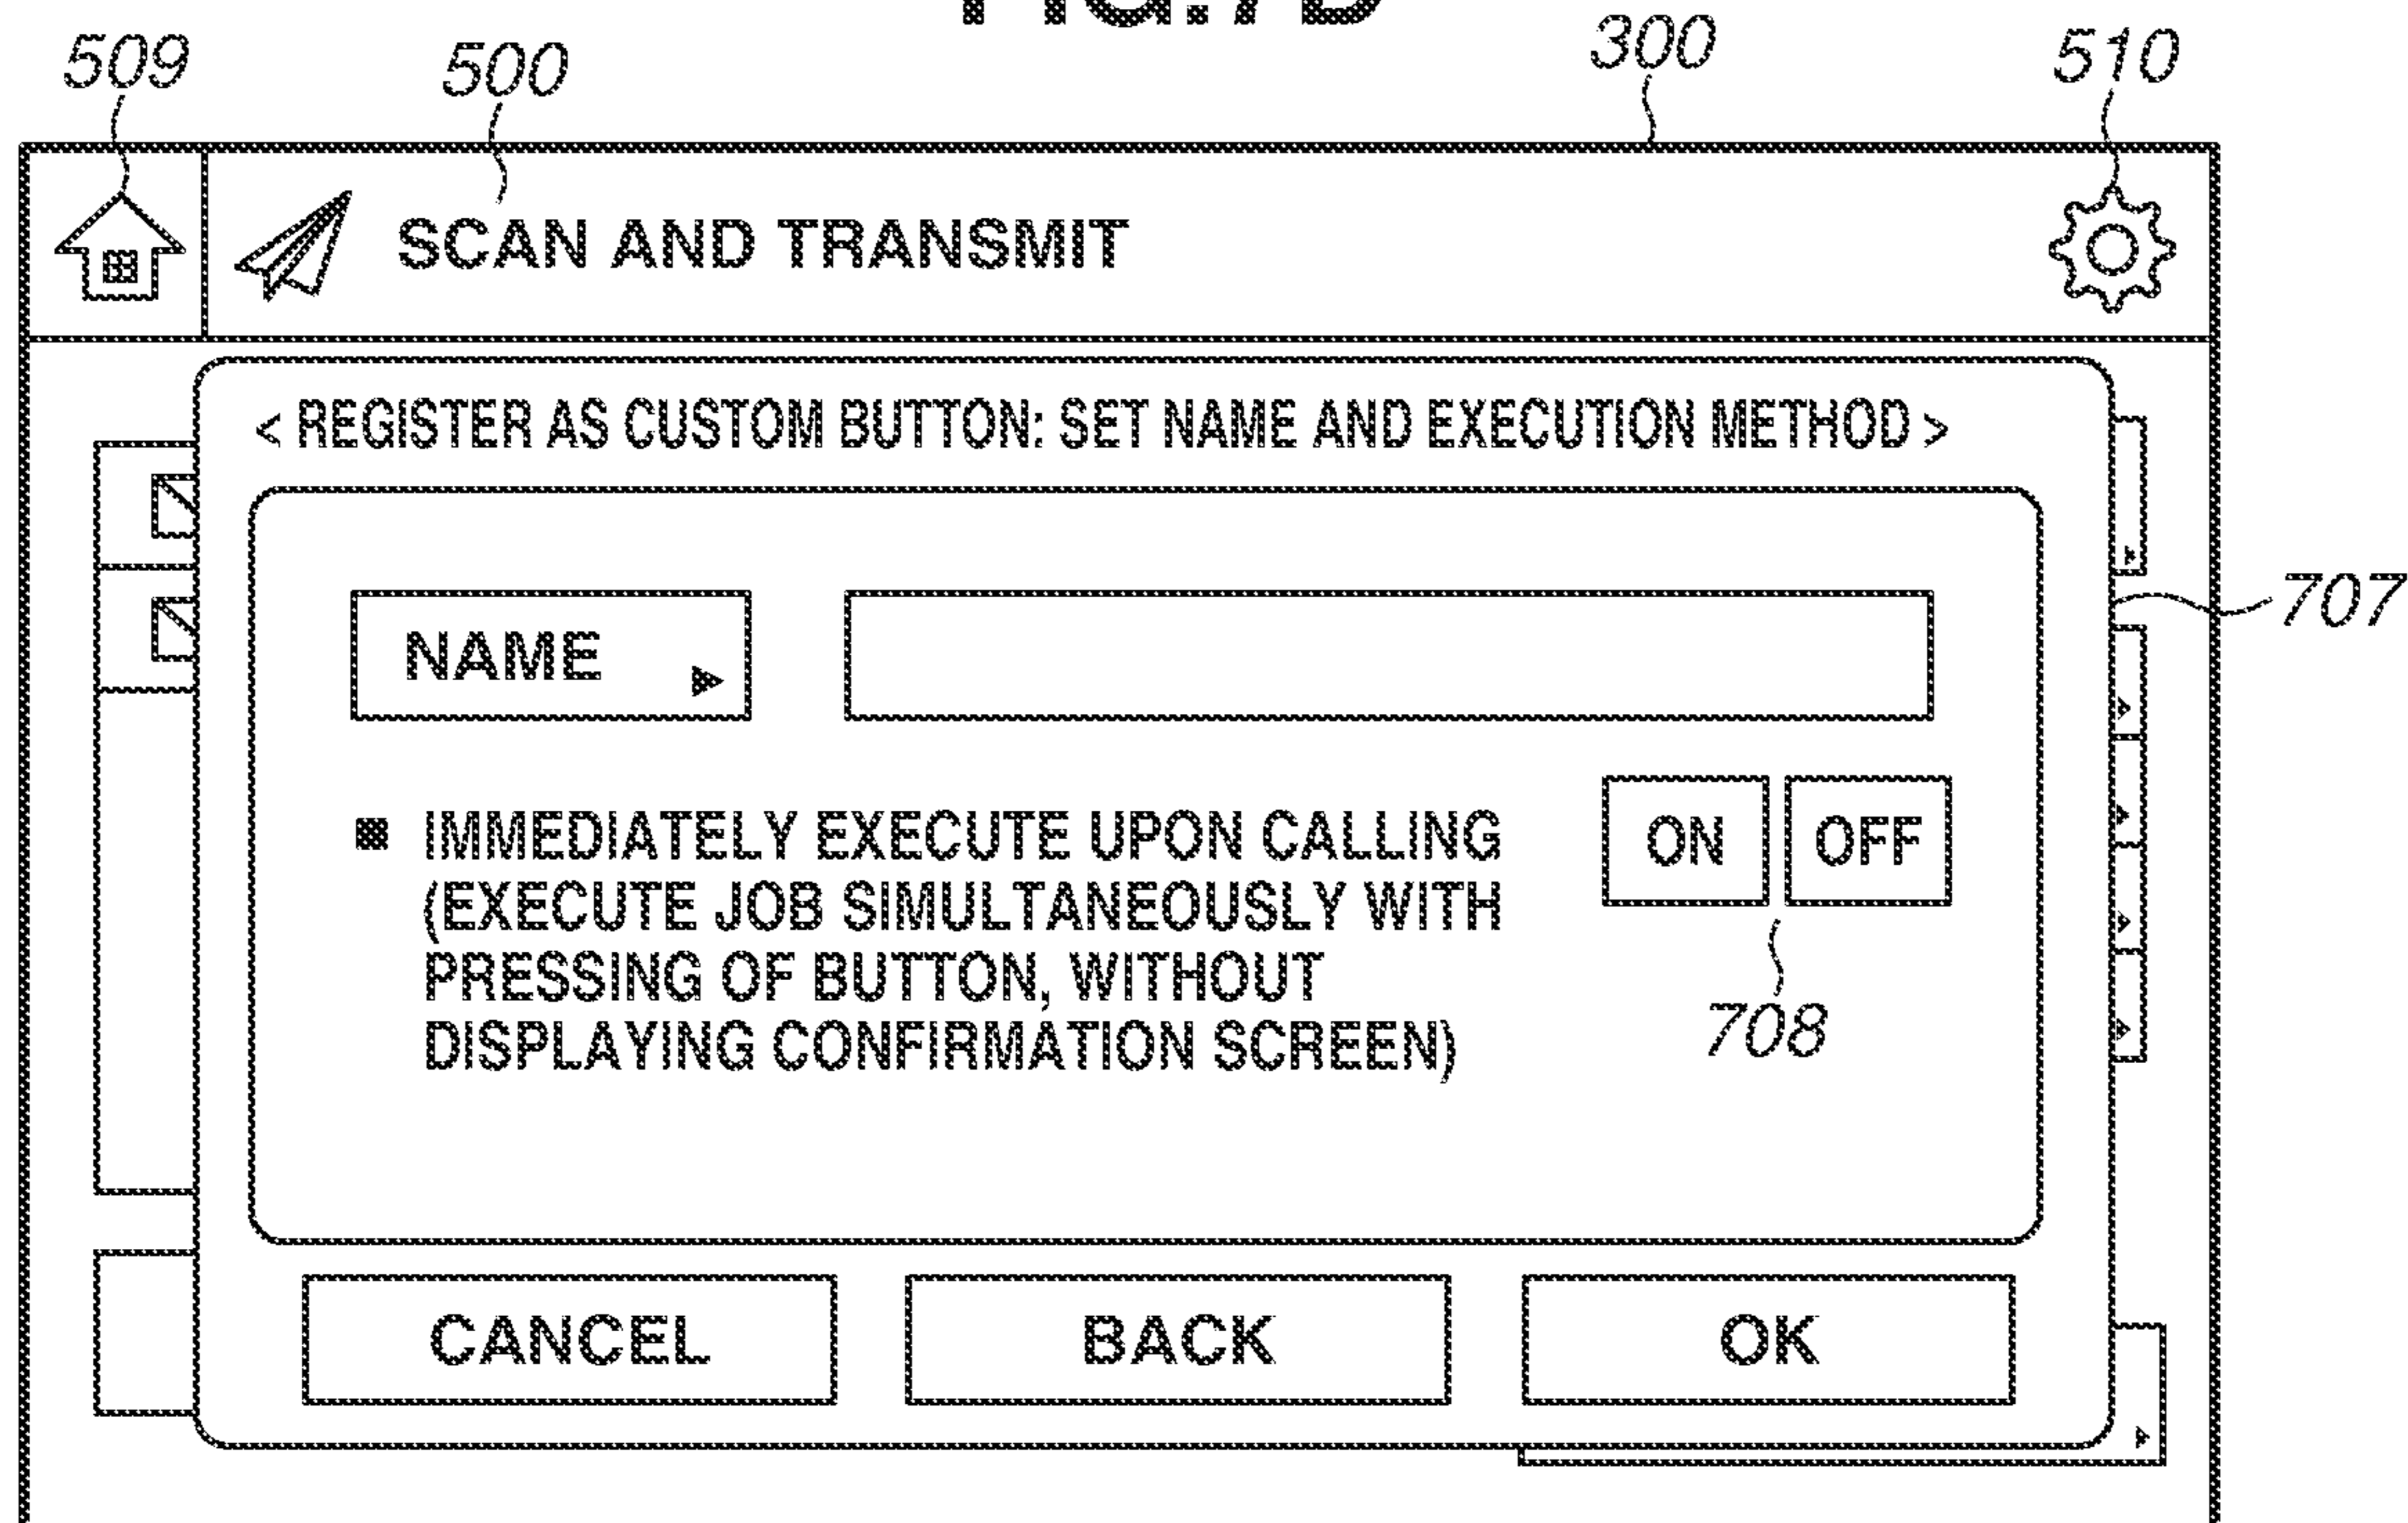 509 500 300 510
SCAN AND TRANSMIT
< REGISTER AS CUSTOM BUTTON: SET NAME AND EXECUTION METHOD >
707
NAME
■ IMMEDIATELY EXECUTE UPON CALLING
(EXECUTE JOB SIMULTANEOUSLY WITH
PRESSING OF BUTTON, WITHOUT
DISPLAYING CONFIRMATION SCREEN)
ON OFF
708
CANCEL BACK OK